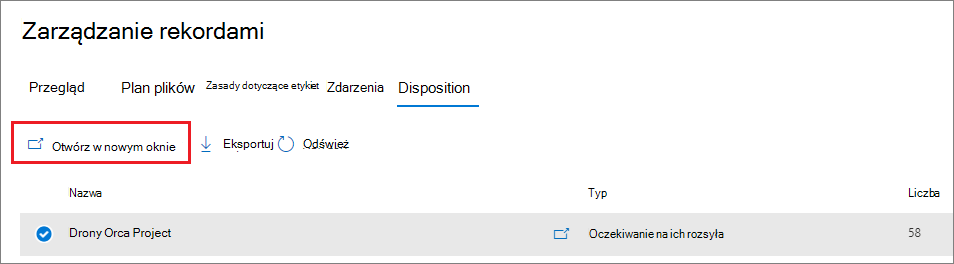 Zarządzanie rekordami
Przegląd Plan plików Zasady dotyczące etykiet Zdarzenia Disposition
Otwórz w nowym oknie Eksportuj Odśwież
Nazwa Typ Liczba
Drony Orca Project Oczekiwanie na ich rozsyła 58